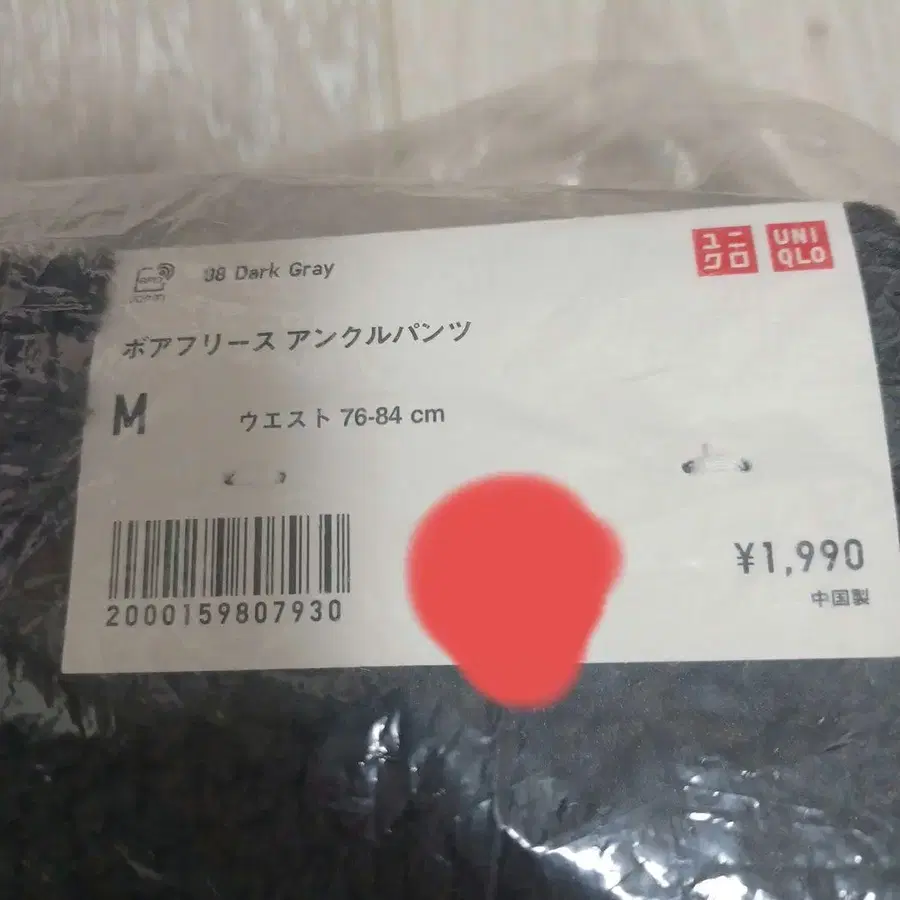 08 Dark Gray
ユニ
クロ
UNI
QLO
ボアフリース アンクルパンツ
M
ウエスト 76-84 cm
2000159807930
¥1,990
中国製